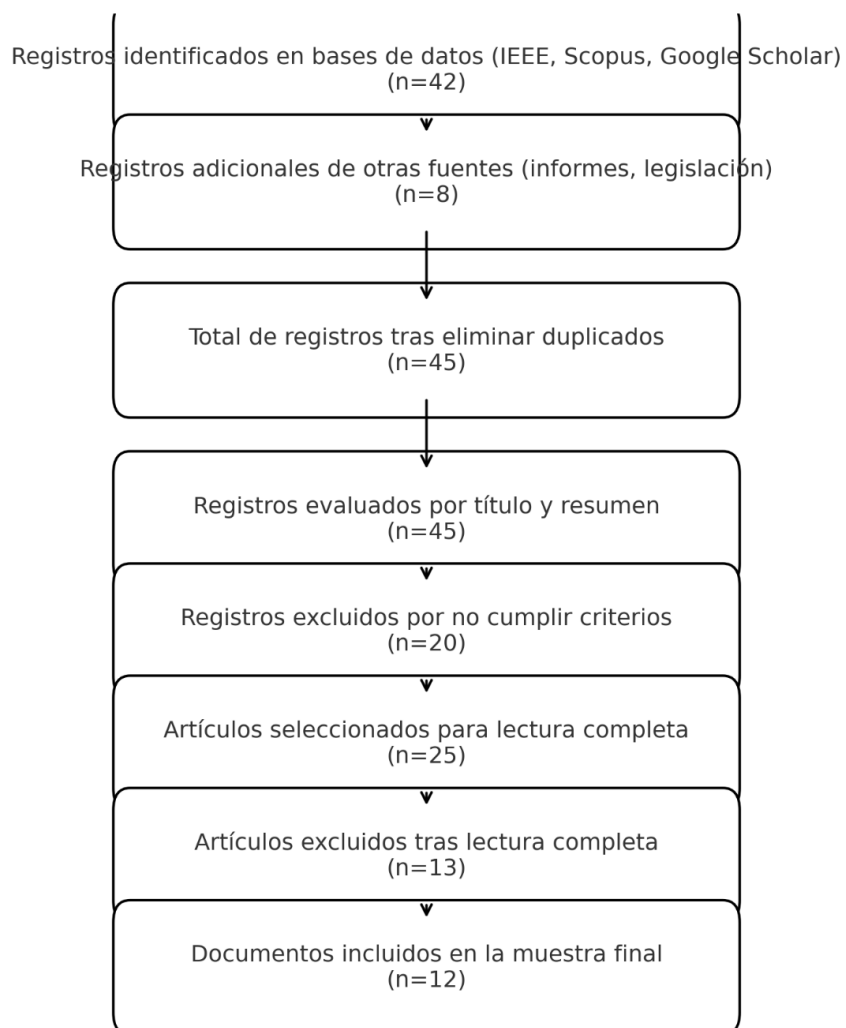 Registros identificados en bases de datos (IEEE, Scopus, Google Scholar)
(n=42)
Registros adicionales de otras fuentes (informes, legislación)
(n=8)
Total de registros tras eliminar duplicados
(n=45)
Registros evaluados por título y resumen
(n=45)
Registros excluidos por no cumplir criterios
(n=20)
Artículos seleccionados para lectura completa
(n=25)
Artículos excluidos tras lectura completa
(n=13)
Documentos incluidos en la muestra final
(n=12)